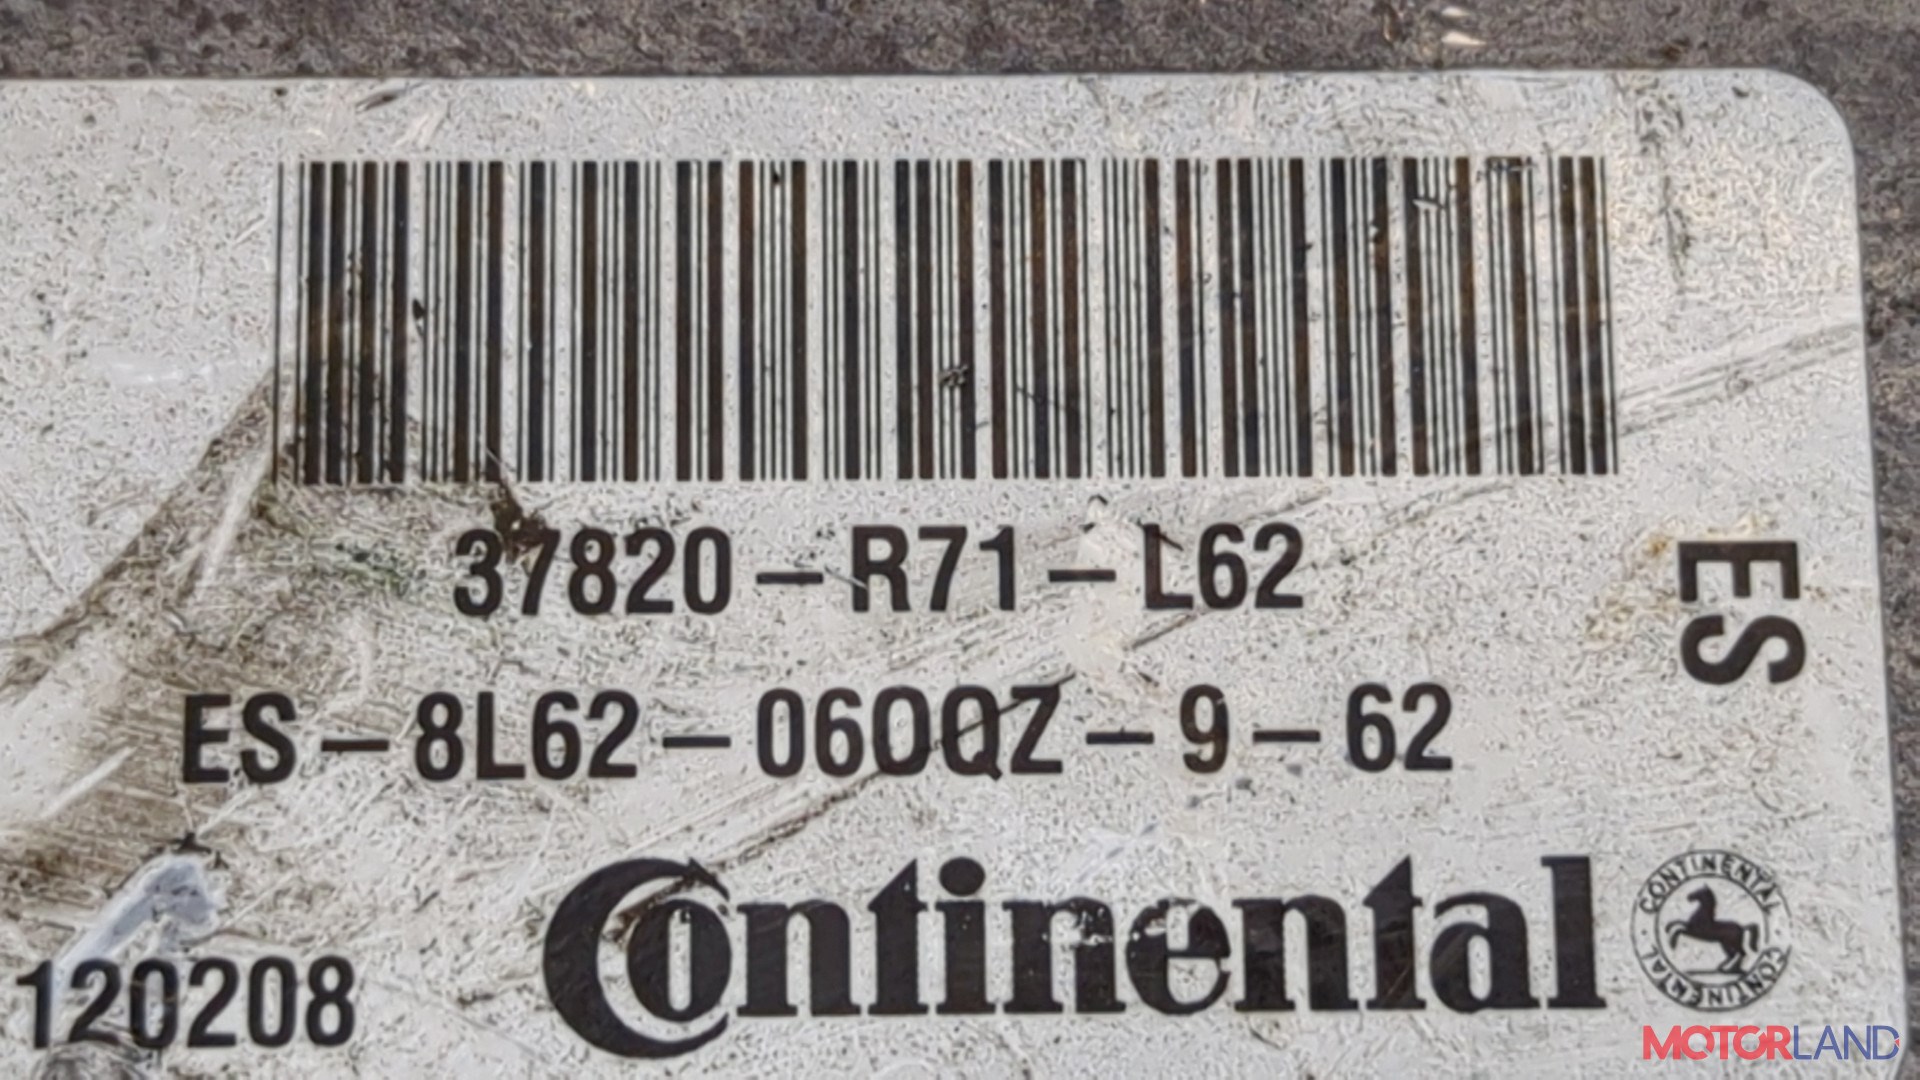 37820-R71-L62
ES
ES-8L62-060QZ-9-62
120208
Continental
CONTINENTAL CONTINENTAL
MOTORLAND